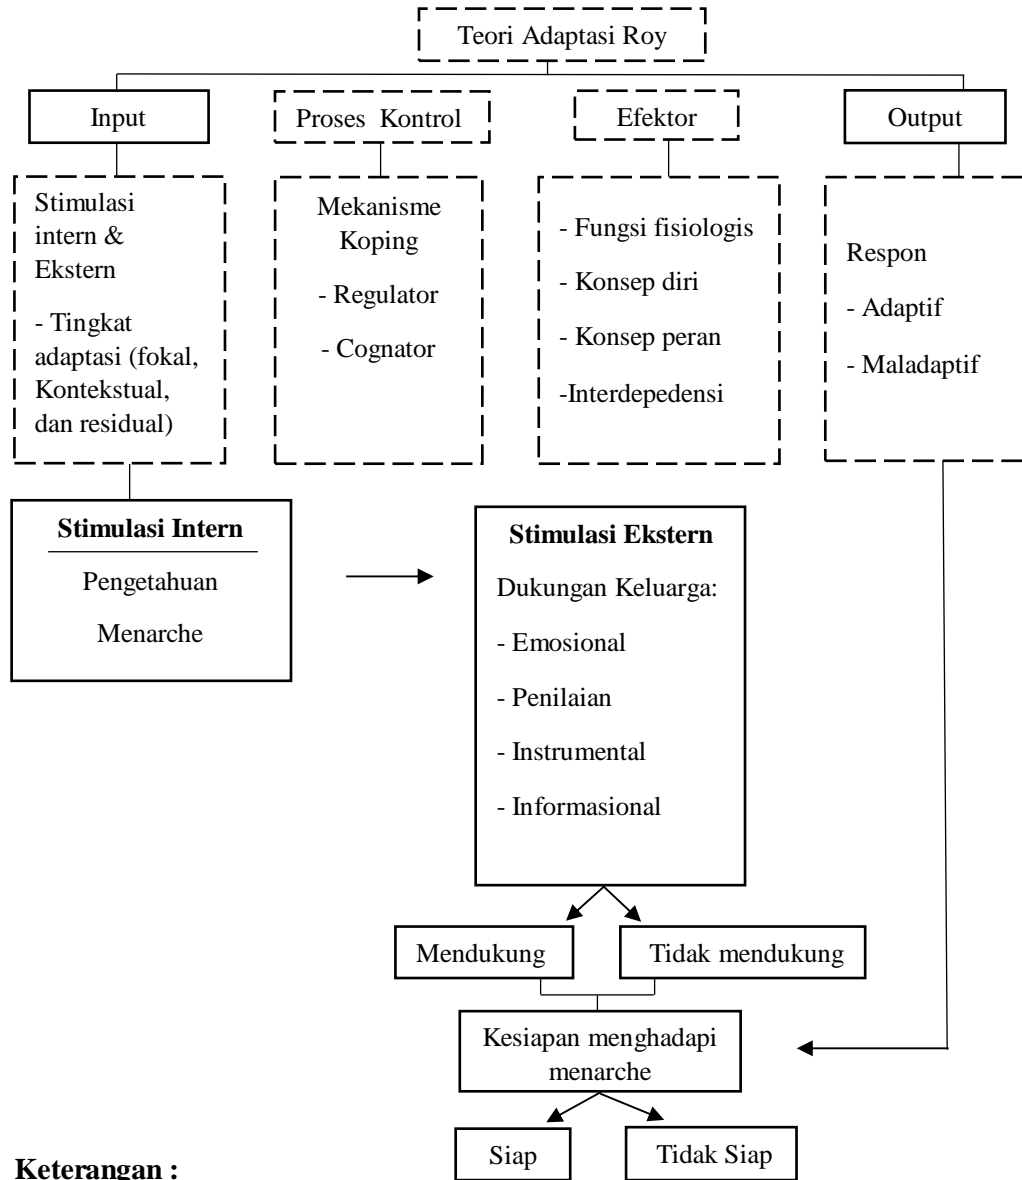 Teori Adaptasi Roy
Input
Proses Kontrol
Efektor
Output
Stimulasi
intern &
Ekstern
- Tingkat
adaptasi (fokal,
Kontekstual,
dan residual)
Mekanisme
Koping
- Regulator
- Cognator
- Fungsi fisiologis
- Konsep diri
- Konsep peran
-Interdepedensi
Respon
- Adaptif
- Maladaptif
Stimulasi Intern
Pengetahuan
Menarche
Stimulasi Ekstern
Dukungan Keluarga:
- Emosional
- Penilaian
- Instrumental
- Informasional
Mendukung
Tidak mendukung
Kesiapan menghadapi
menarche
Siap
Tidak Siap
Keterangan :